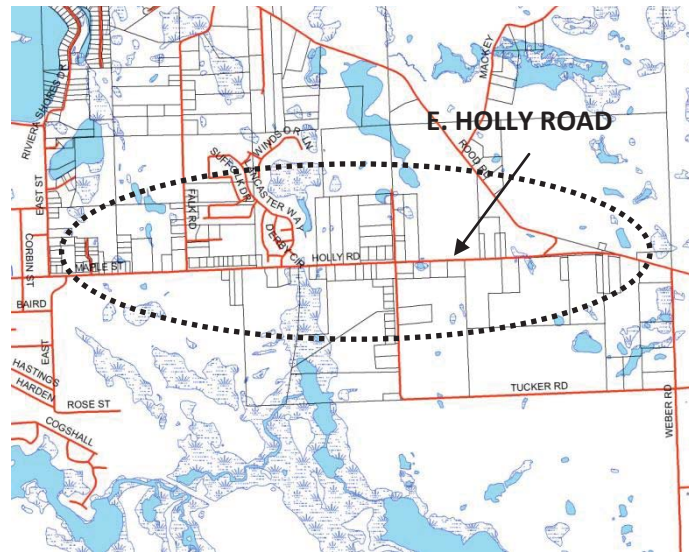 RIVIERA SHORES DR
MACKEY
E. HOLLY ROAD
ROOD RD
WINDSOR LN
SUFFOLK DR
LANCASTER WAY
EAST ST
FALK RD
DERBY CIR
CORBIN ST
MAPLE ST
HOLLY RD
BAIRD
EAST
HASTINGS
HARDEN
ROSE ST
TUCKER RD
WEBER RD
COGSHALL